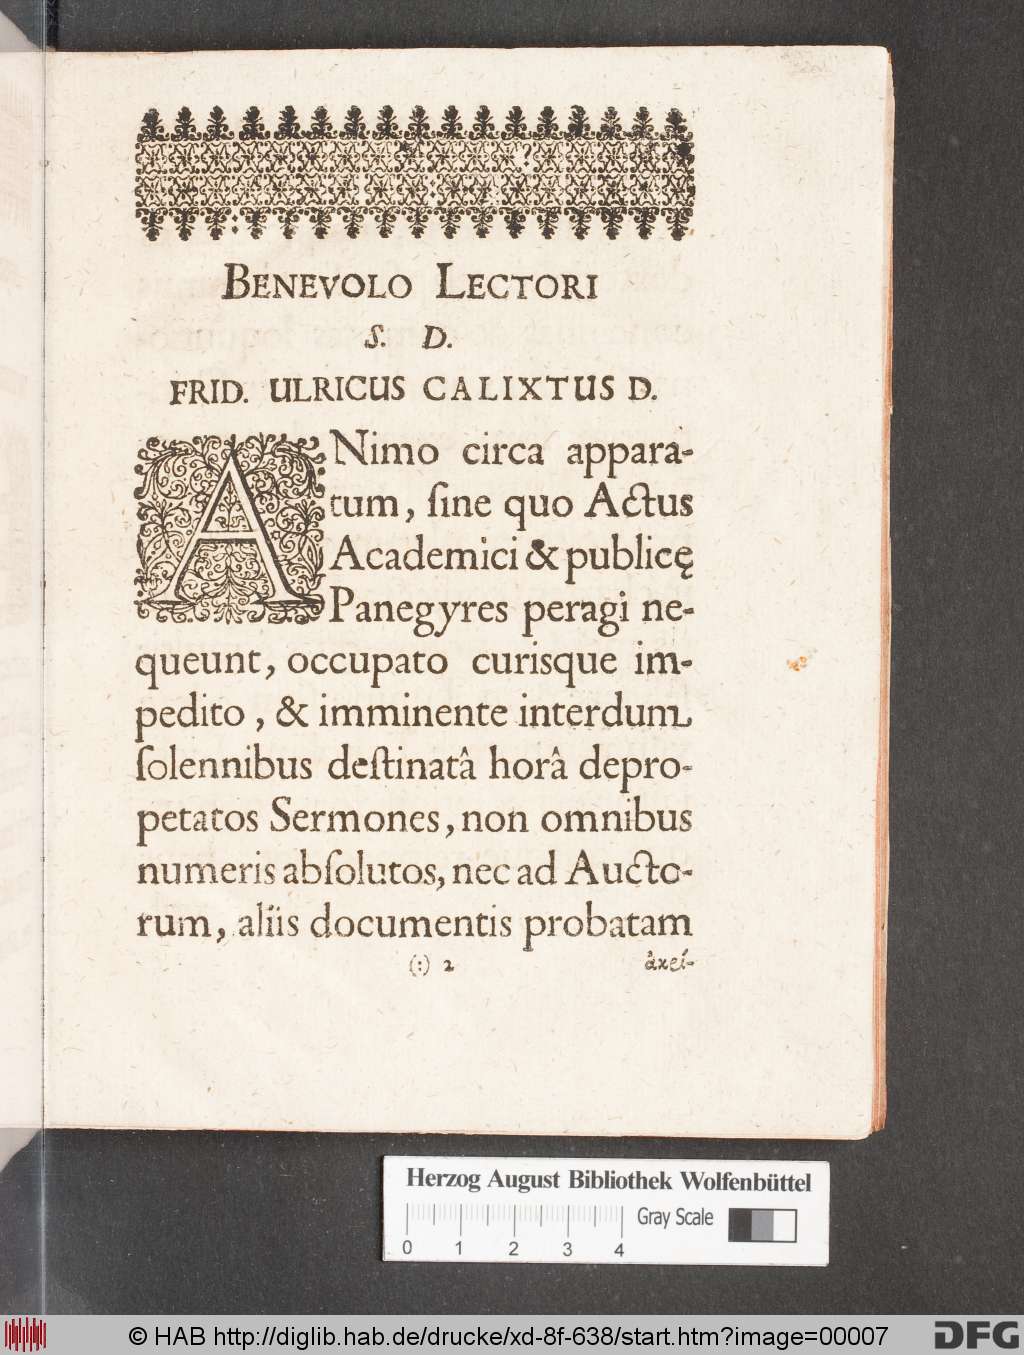 BENEVOLO LECTORI
S. D.
FRID. ULRICUS CALIXTUS D.
ANimo circa appara-
tum, ſine quo Actus
Academici & publicę
Panegyres peragi ne-
queunt, occupato curisque im-
pedito, & imminente interdum
ſolennibus deſtinatâ horâ depro-
petatos Sermones, non omnibus
numeris abſolutos, nec ad Aucto-
rum, aliis documentis probatam
(:) 2 ἀκεί-
Herzog August Bibliothek Wolfenbüttel
Gray Scale
0 1 2 3 4
© HAB http://diglib.hab.de/drucke/xd-8f-638/start.htm?image=00007
DFG